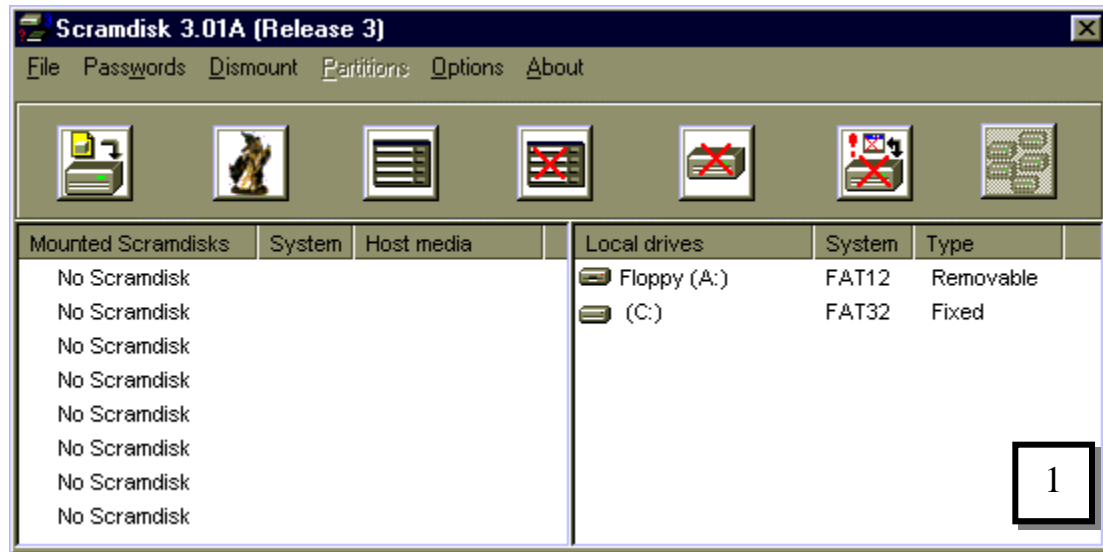 Scramdisk 3.01A (Release 3)
File Passwords Dismount Partitions Options About
Mounted Scramdisks System Host media Local drives System Type
No Scramdisk Floppy (A:) FAT12 Removable
No Scramdisk (C:) FAT32 Fixed
No Scramdisk
No Scramdisk
No Scramdisk
No Scramdisk
No Scramdisk
No Scramdisk
1